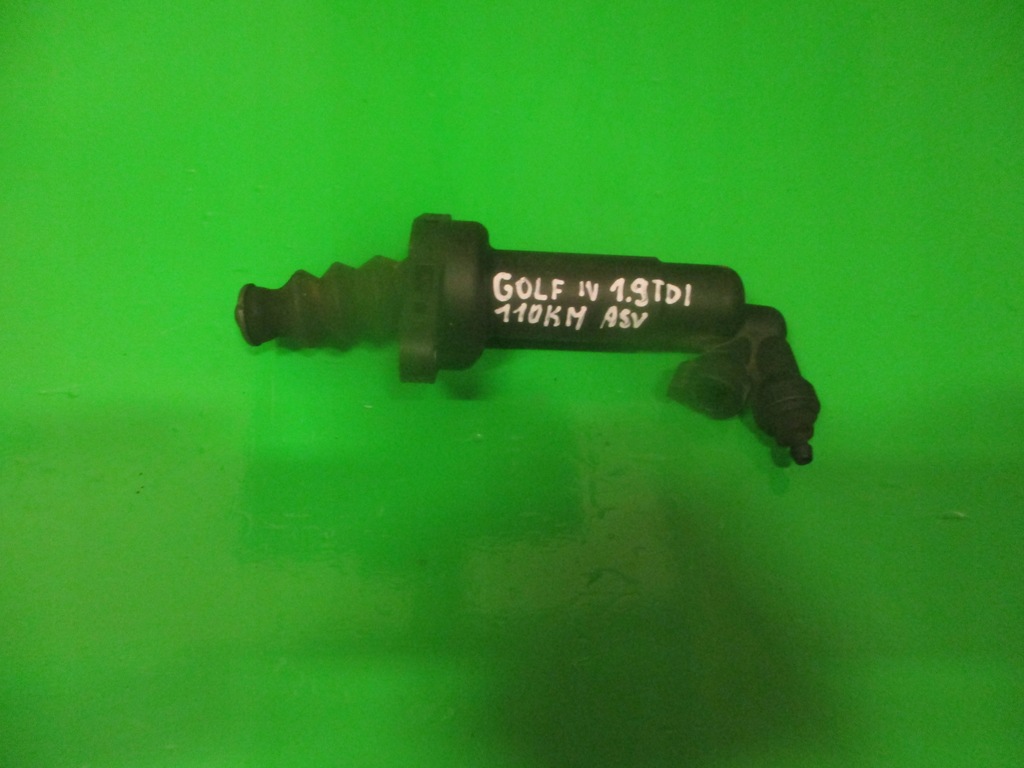 GOLF IV 1.9TDI
110KM ASV